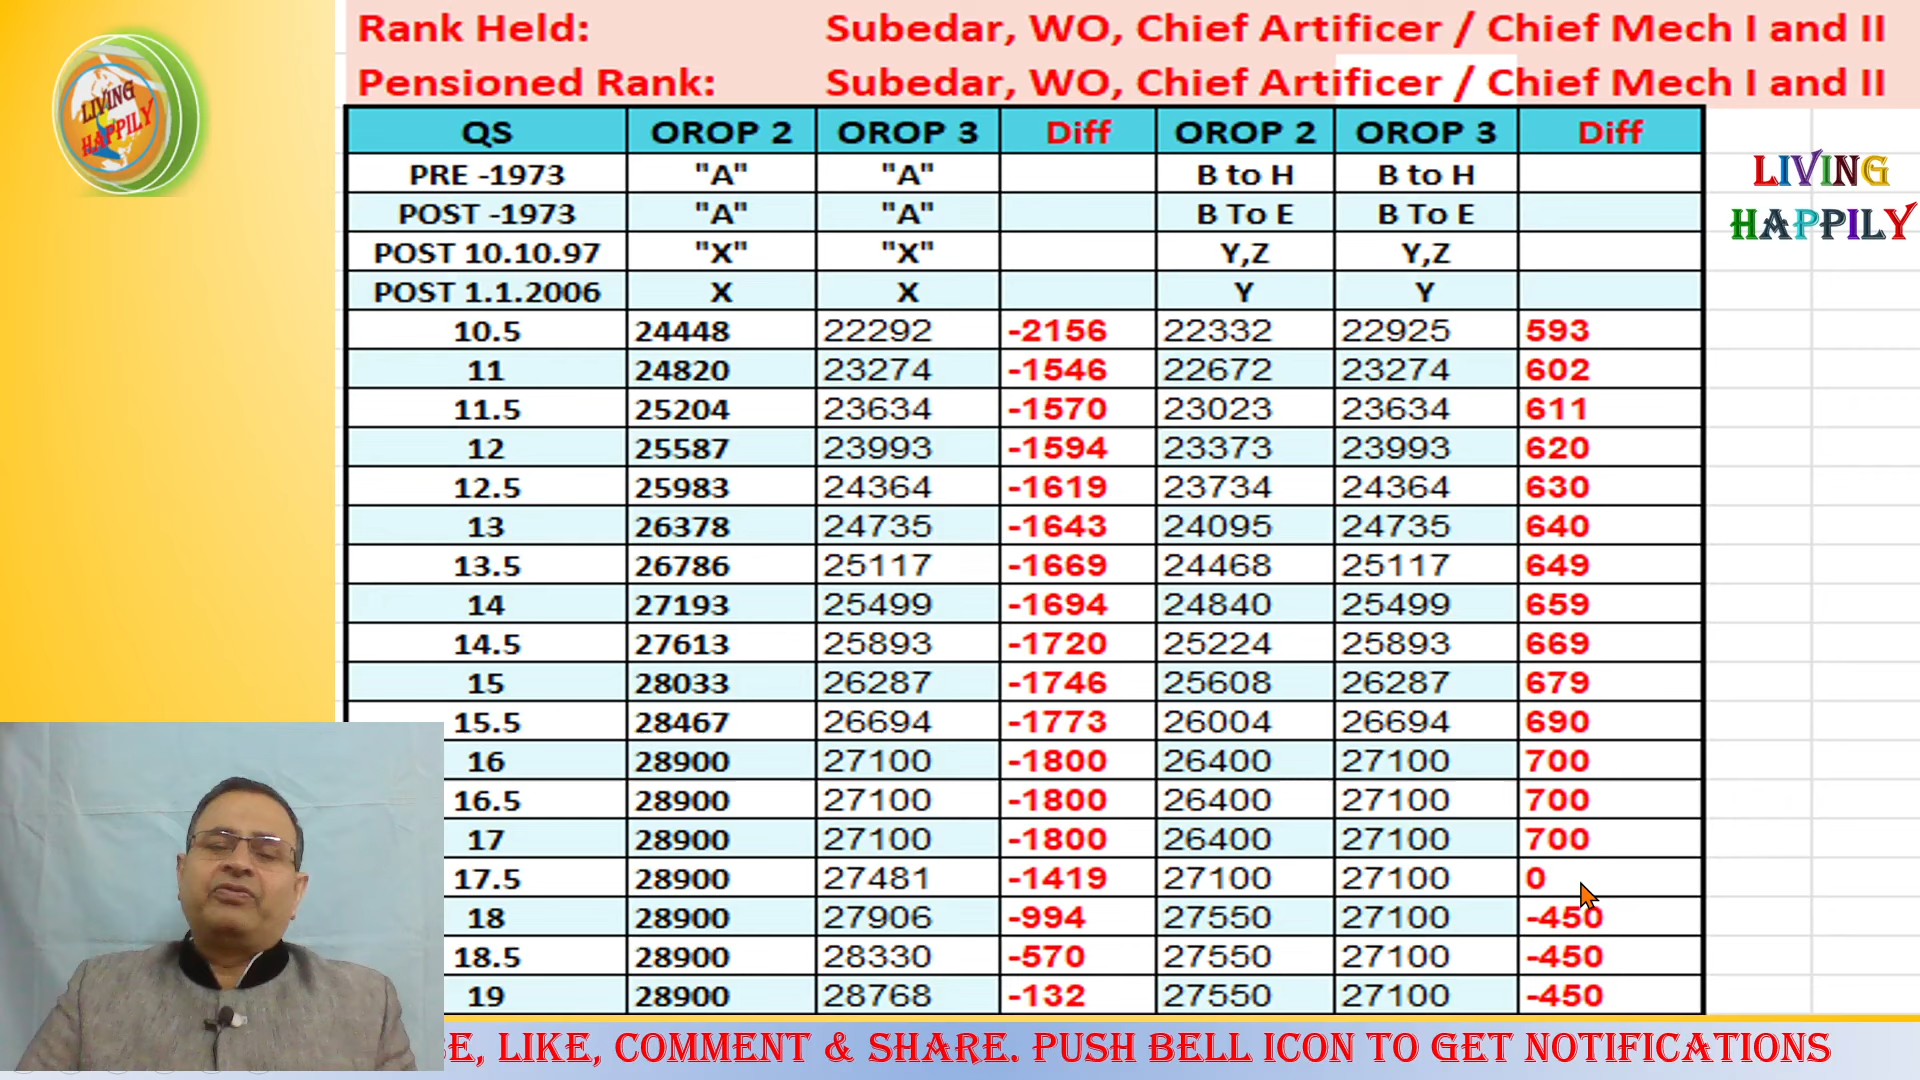 Rank Held: Subedar, WO, Chief Artificer / Chief Mech I and II
Pensioned Rank: Subedar, WO, Chief Artificer / Chief Mech I and II
LIVING
HAPPILY
QS OROP 2 OROP 3 Diff OROP 2 OROP 3 Diff
PRE -1973 "A" "A" B to H B to H
POST -1973 "A" "A" B To E B To E
POST 10.10.97 "X" "X" Y,Z Y,Z
POST 1.1.2006 X X Y Y
10.5 24448 22292 -2156 22332 22925 593
11 24820 23274 -1546 22672 23274 602
11.5 25204 23634 -1570 23023 23634 611
12 25587 23993 -1594 23373 23993 620
12.5 25983 24364 -1619 23734 24364 630
13 26378 24735 -1643 24095 24735 640
13.5 26786 25117 -1669 24468 25117 649
14 27193 25499 -1694 24840 25499 659
14.5 27613 25893 -1720 25224 25893 669
15 28033 26287 -1746 25608 26287 679
15.5 28467 26694 -1773 26004 26694 690
16 28900 27100 -1800 26400 27100 700
16.5 28900 27100 -1800 26400 27100 700
17 28900 27100 -1800 26400 27100 700
17.5 28900 27481 -1419 27100 27100 0
18 28900 27906 -994 27550 27100 -450
18.5 28900 28330 -570 27550 27100 -450
19 28900 28768 -132 27550 27100 -450
LIVING
HAPPILY
E, LIKE, COMMENT & SHARE. PUSH BELL ICON TO GET NOTIFICATIONS